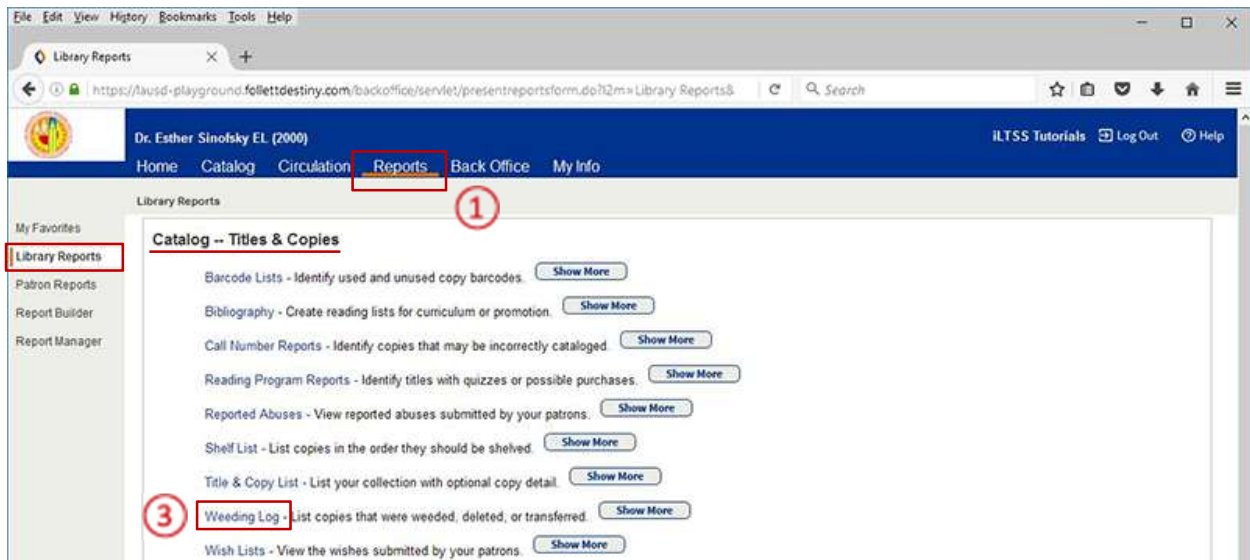 File Edit View History Bookmarks Tools Help
Library Reports
https://lausd-playground.follettdestiny.com/backoffice/servlet/presentreportsform.do?l2m=Library Reports&
Search
Dr. Esther Sinofsky EL (2000)
iLTSS Tutorials Log Out Help
Home Catalog Circulation Reports Back Office My Info
Library Reports
1
My Favorites
Library Reports
Patron Reports
Report Builder
Report Manager
Catalog -- Titles & Copies
Barcode Lists - Identify used and unused copy barcodes. Show More
Bibliography - Create reading lists for curriculum or promotion. Show More
Call Number Reports - Identify copies that may be incorrectly cataloged. Show More
Reading Program Reports - Identify titles with quizzes or possible purchases. Show More
Reported Abuses - View reported abuses submitted by your patrons. Show More
Shelf List - List copies in the order they should be shelved. Show More
Title & Copy List - List your collection with optional copy detail. Show More
3 Weeding Log - List copies that were weeded, deleted, or transferred. Show More
Wish Lists - View the wishes submitted by your patrons. Show More